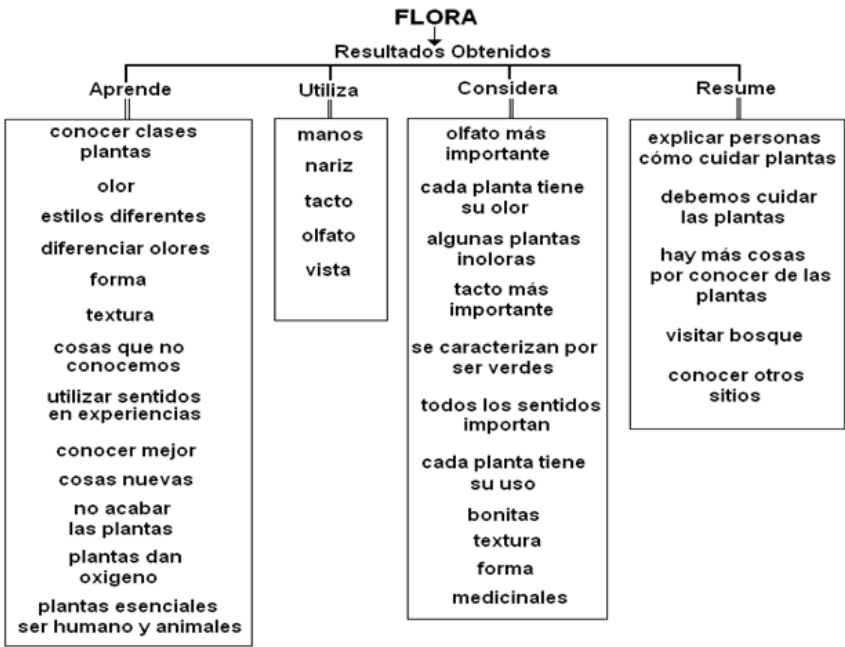 FLORA
Resultados Obtenidos
Aprende
conocer clases
plantas
olor
estilos diferentes
diferenciar olores
forma
textura
cosas que no
conocemos
utilizar sentidos
en experiencias
conocer mejor
cosas nuevas
no acabar
las plantas
plantas dan
oxigeno
plantas esenciales
ser humano y animales
Utiliza
manos
nariz
tacto
olfato
vista
Considera
olfato más
importante
cada planta tiene
su olor
algunas plantas
inoloras
tacto más
importante
se caracterizan por
ser verdes
todos los sentidos
importan
cada planta tiene
su uso
bonitas
textura
forma
medicinales
Resume
explicar personas
cómo cuidar plantas
debemos cuidar
las plantas
hay más cosas
por conocer de las
plantas
visitar bosque
conocer otros
sitios